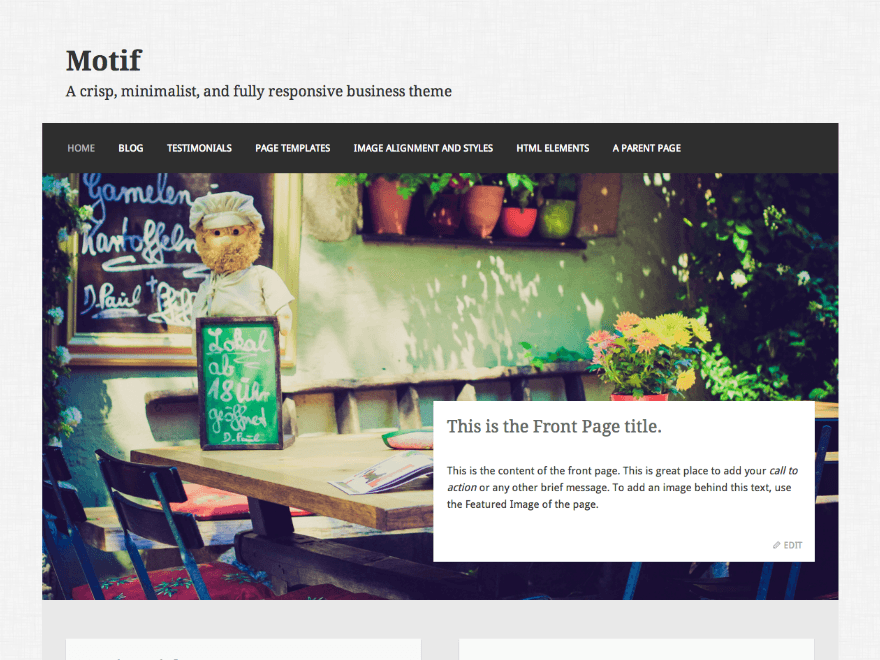 Motif
A crisp, minimalist, and fully responsive business theme
HOME BLOG TESTIMONIALS PAGE TEMPLATES IMAGE ALIGNMENT AND STYLES HTML ELEMENTS A PARENT PAGE
Gamelen
Kartoffeln
Lokal
ab
18 Uhr
geöffnet
D. Paul
This is the Front Page title.
This is the content of the front page. This is great place to add your call to
action or any other brief message. To add an image behind this text, use
the Featured Image of the page.
EDIT